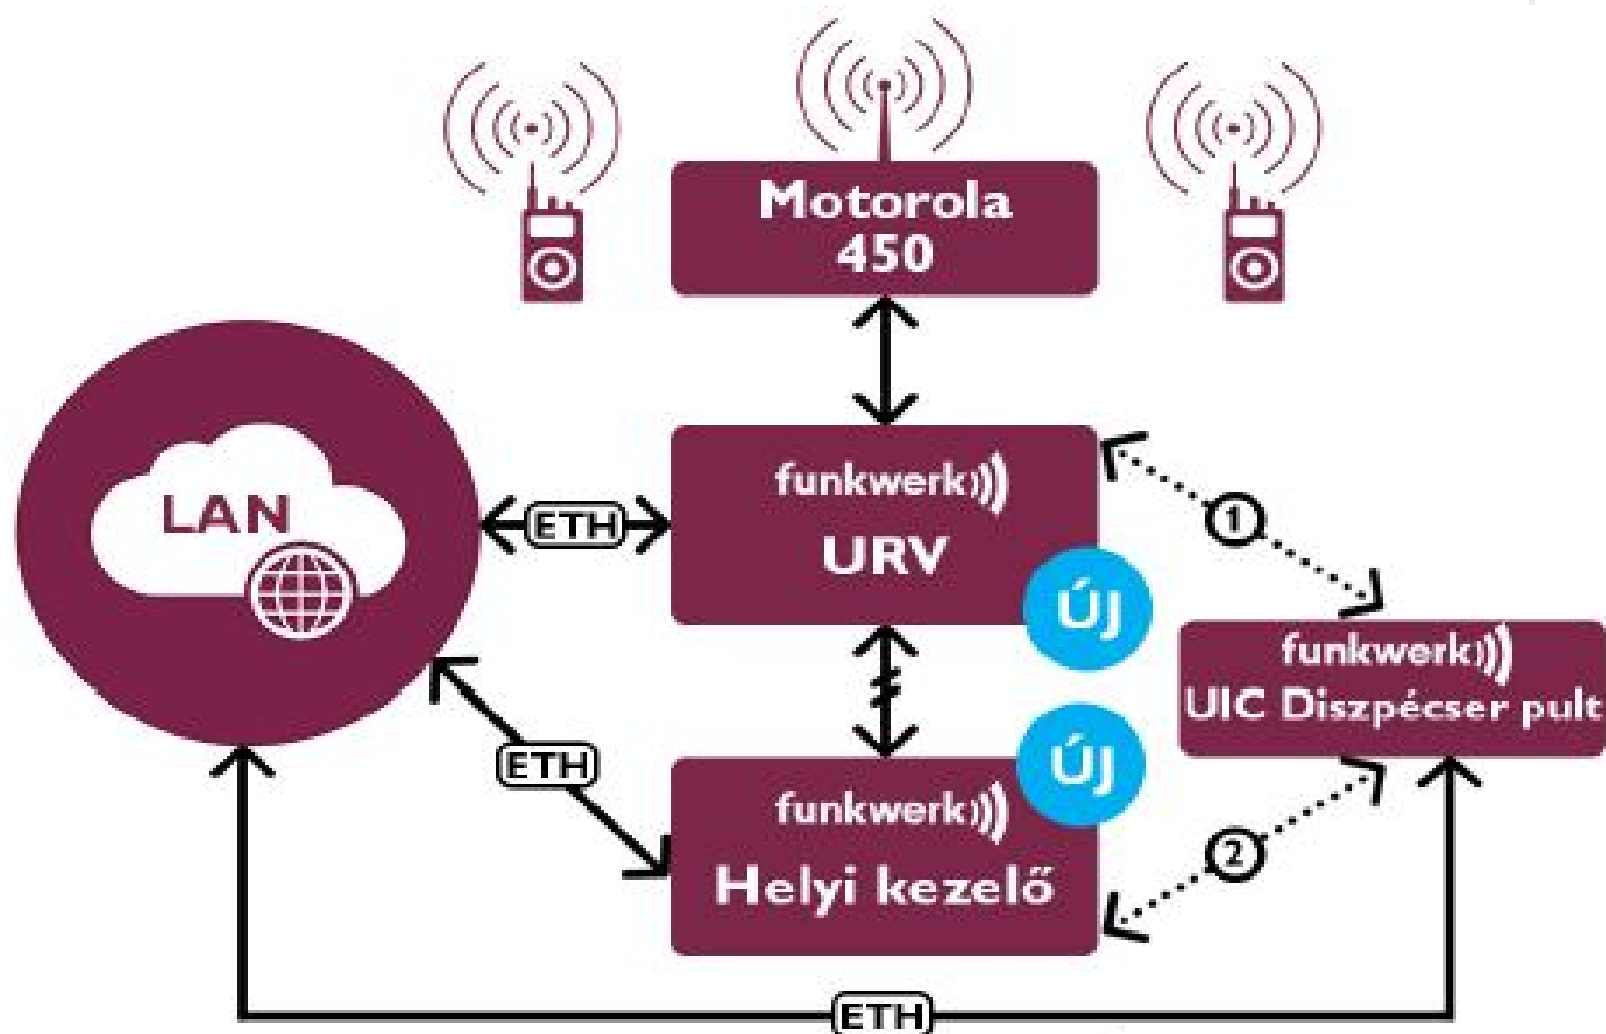 Motorola
450
LAN
ETH
funkwerk
URV
ÚJ
1
funkwerk
UIC Diszpécser pult
ETH
ÚJ
funkwerk
Helyi kezelő
2
ETH